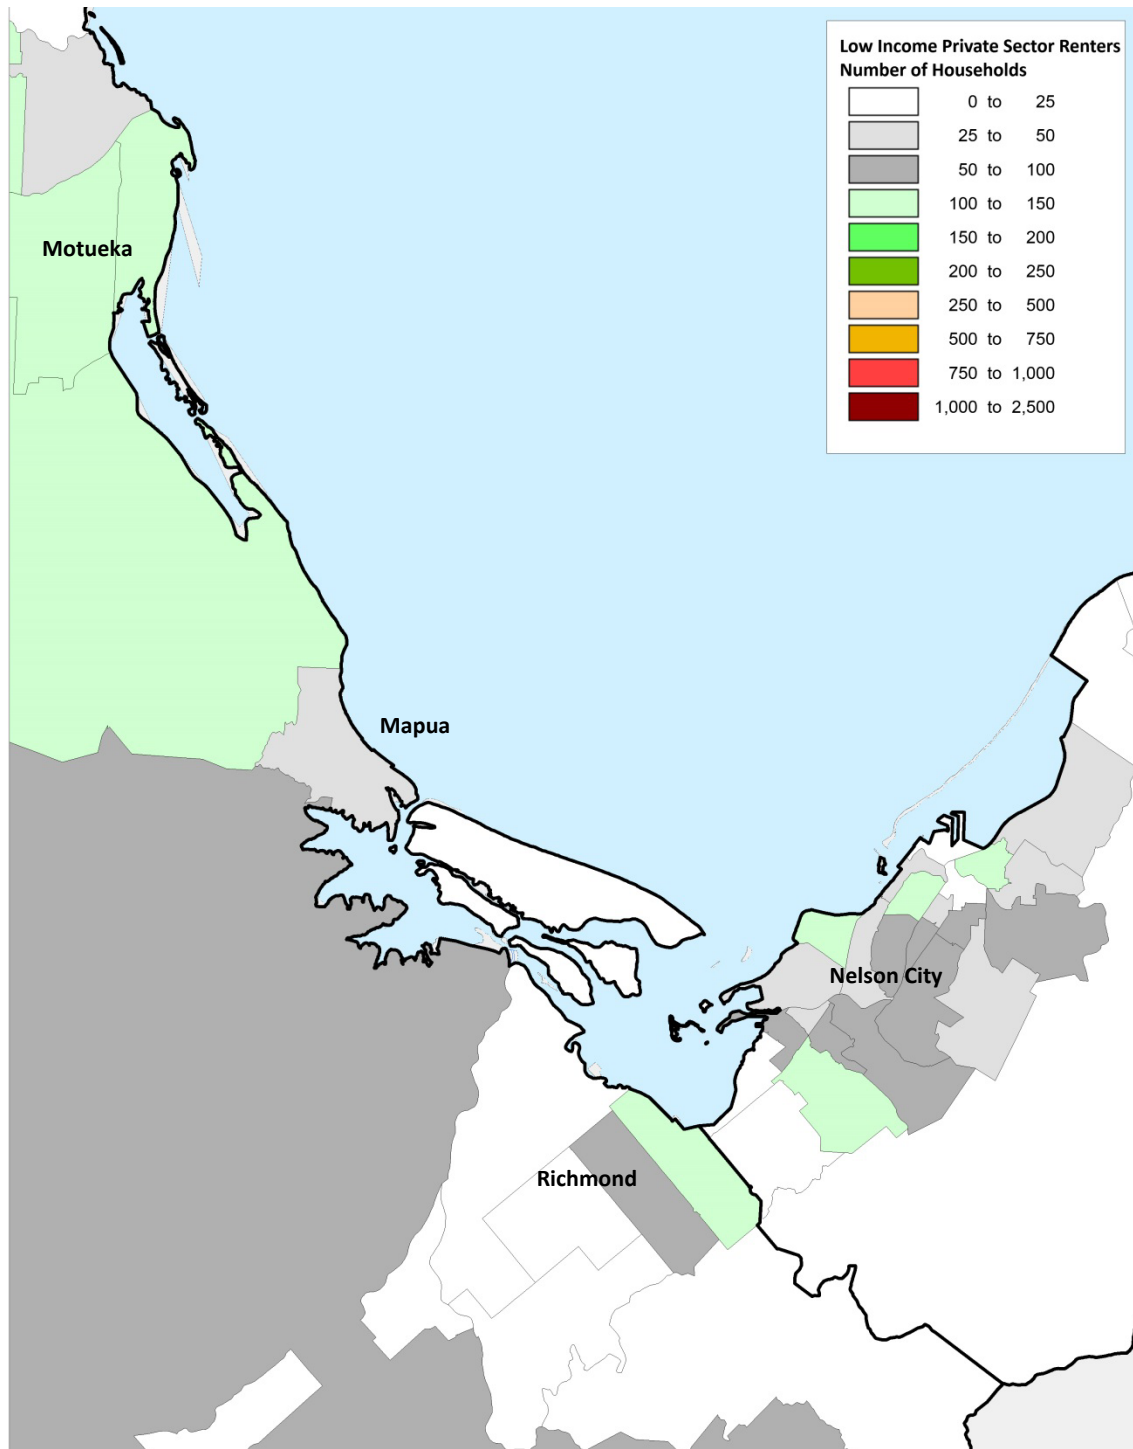 Low Income Private Sector Renters
Number of Households
0 to 25
25 to 50
50 to 100
100 to 150
150 to 200
200 to 250
250 to 500
500 to 750
750 to 1,000
1,000 to 2,500
Motueka
Mapua
Nelson City
Richmond